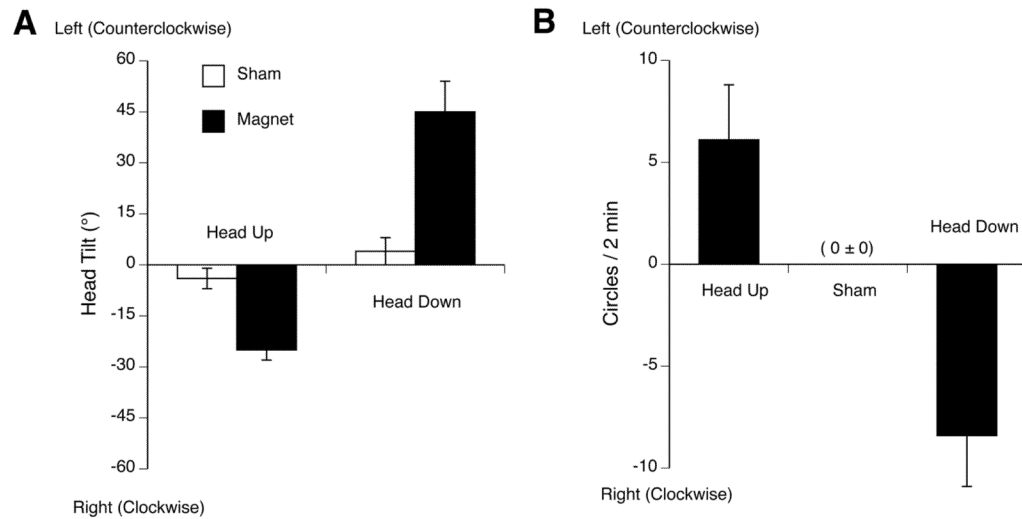 A
Left (Counterclockwise)
60
45
30
15
0
-15
-30
-45
-60
Head Tilt (°)
Sham
Magnet
Head Up
Head Down
Right (Clockwise)
B
Left (Counterclockwise)
10
5
0
-5
-10
Circles / 2 min
Head Up
( 0 ± 0)
Sham
Head Down
Right (Clockwise)